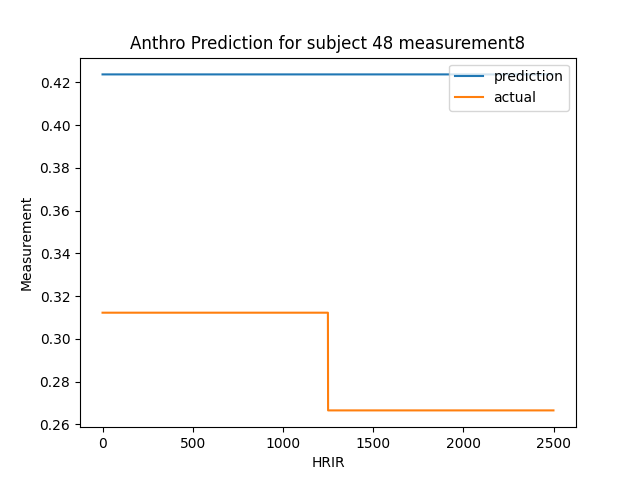 Anthro Prediction for subject 48 measurement8
prediction
actual
Measurement
0.42
0.40
0.38
0.36
0.34
0.32
0.30
0.28
0.26
0 500 1000 1500 2000 2500
HRIR